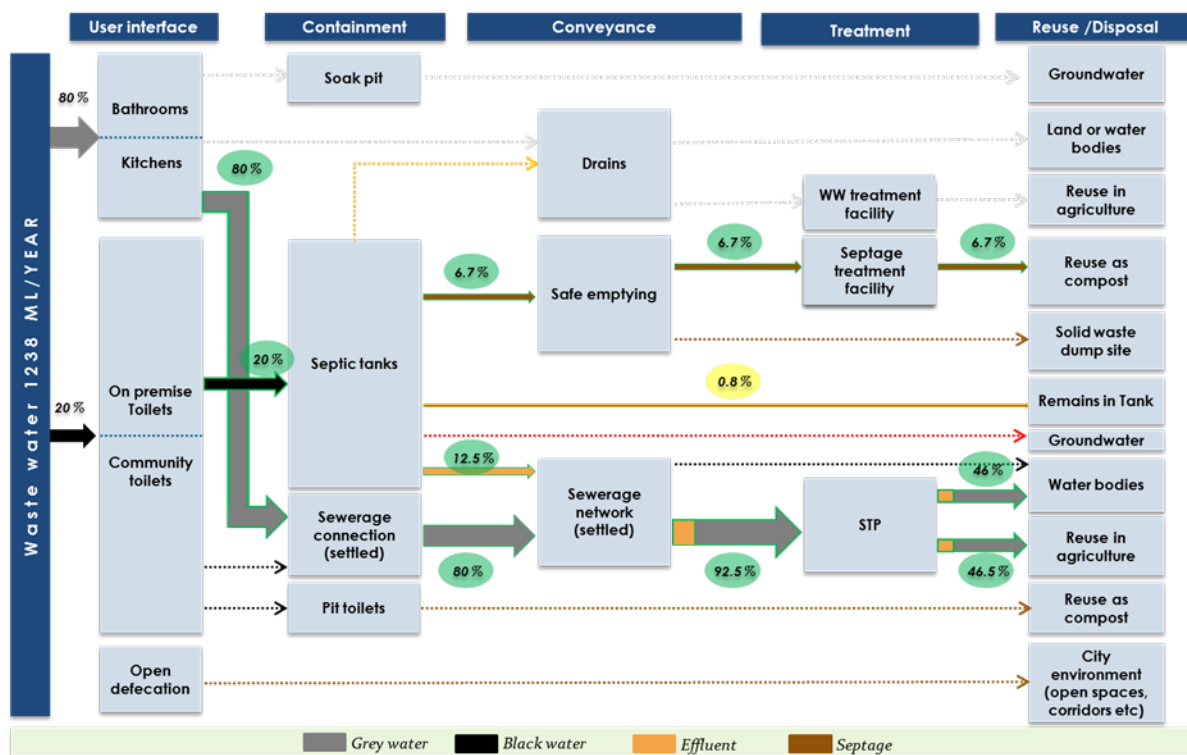 User interface
Containment
Conveyance
Treatment
Reuse /Disposal
Waste water 1238 ML/YEAR
80 %
20 %
Bathrooms
Kitchens
On premise
Toilets
Community
toilets
Open
defecation
80 %
20 %
Soak pit
Septic tanks
Sewerage
connection
(settled)
Pit toilets
6.7 %
12.5 %
80 %
Drains
Safe emptying
Sewerage
network
(settled)
6.7 %
0.8 %
92.5 %
WW treatment
facility
Septage
treatment
facility
STP
6.7 %
46 %
46.5 %
Groundwater
Land or water
bodies
Reuse in
agriculture
Reuse as
compost
Solid waste
dump site
Remains in Tank
Groundwater
Water bodies
Reuse in
agriculture
Reuse as
compost
City
environment
(open spaces,
corridors etc)
Grey water
Black water
Effluent
Septage